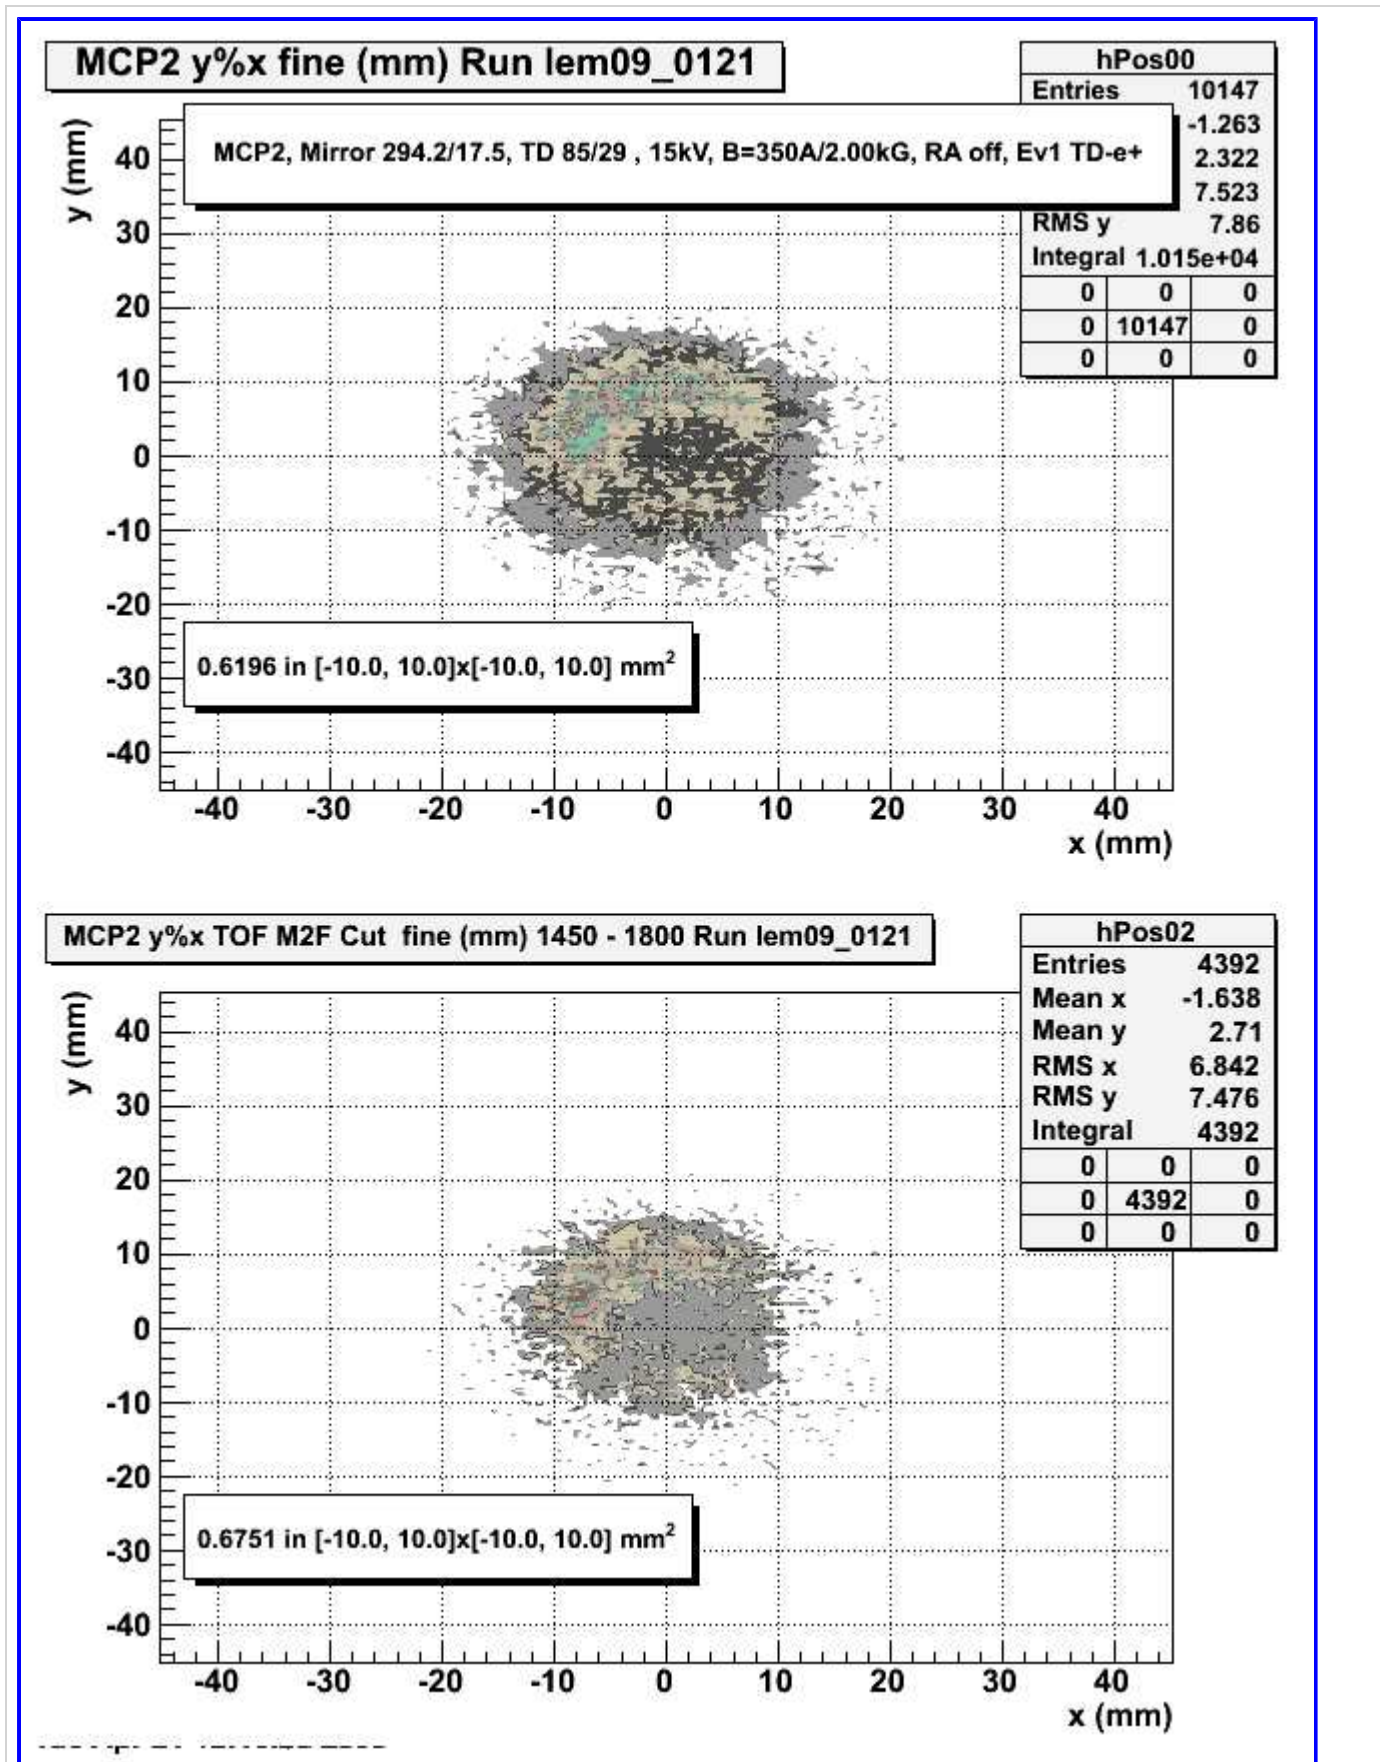 MCP2 y%x fine (mm) Run lem09_0121
hPos00
Entries 10147
-1.263
2.322
7.523
RMS y 7.86
Integral 1.015e+04
0 0 0
0 10147 0
0 0 0
MCP2, Mirror 294.2/17.5, TD 85/29 , 15kV, B=350A/2.00kG, RA off, Ev1 TD-e+
y (mm)
40
30
20
10
0
-10
-20
-30
-40
0.6196 in [-10.0, 10.0]x[-10.0, 10.0] mm²
-40 -30 -20 -10 0 10 20 30 40
x (mm)
MCP2 y%x TOF M2F Cut fine (mm) 1450 - 1800 Run lem09_0121
hPos02
Entries 4392
Mean x -1.638
Mean y 2.71
RMS x 6.842
RMS y 7.476
Integral 4392
0 0 0
0 4392 0
0 0 0
y (mm)
40
30
20
10
0
-10
-20
-30
-40
0.6751 in [-10.0, 10.0]x[-10.0, 10.0] mm²
-40 -30 -20 -10 0 10 20 30 40
x (mm)